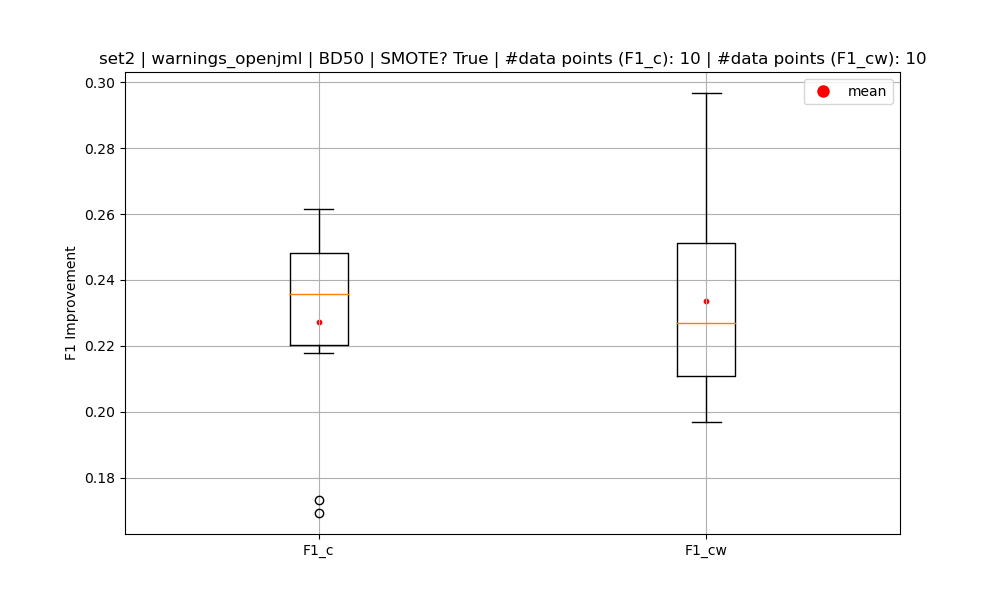 set2 | warnings_openjml | BD50 | SMOTE? True | #data points (F1_c): 10 | #data points (F1_cw): 10
0.30
mean
0.28
0.26
0.24
F1 Improvement
0.22
0.20
0.18
F1_c
F1_cw